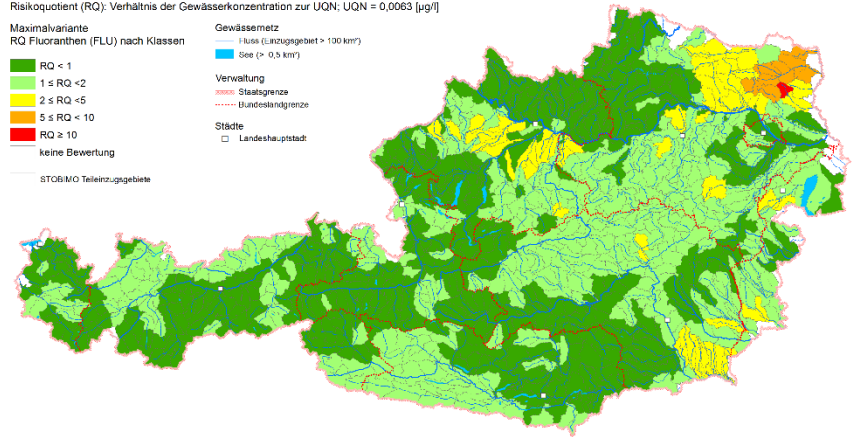 Risikoquotient (RQ): Verhältnis der Gewässerkonzentration zur UQN; UQN = 0,0063 [µg/l]
Maximalvariante
RQ Fluoranthen (FLU) nach Klassen
RQ < 1
1 ≤ RQ <2
2 ≤ RQ <5
5 ≤ RQ < 10
RQ ≥ 10
keine Bewertung
STOBIMO Teileinzugsgebiete
Gewässernetz
Fluss (Einzugsgebiet > 100 km²)
See (> 0,5 km²)
Verwaltung
Staatsgrenze
Bundeslandgrenze
Städte
Landeshauptstadt